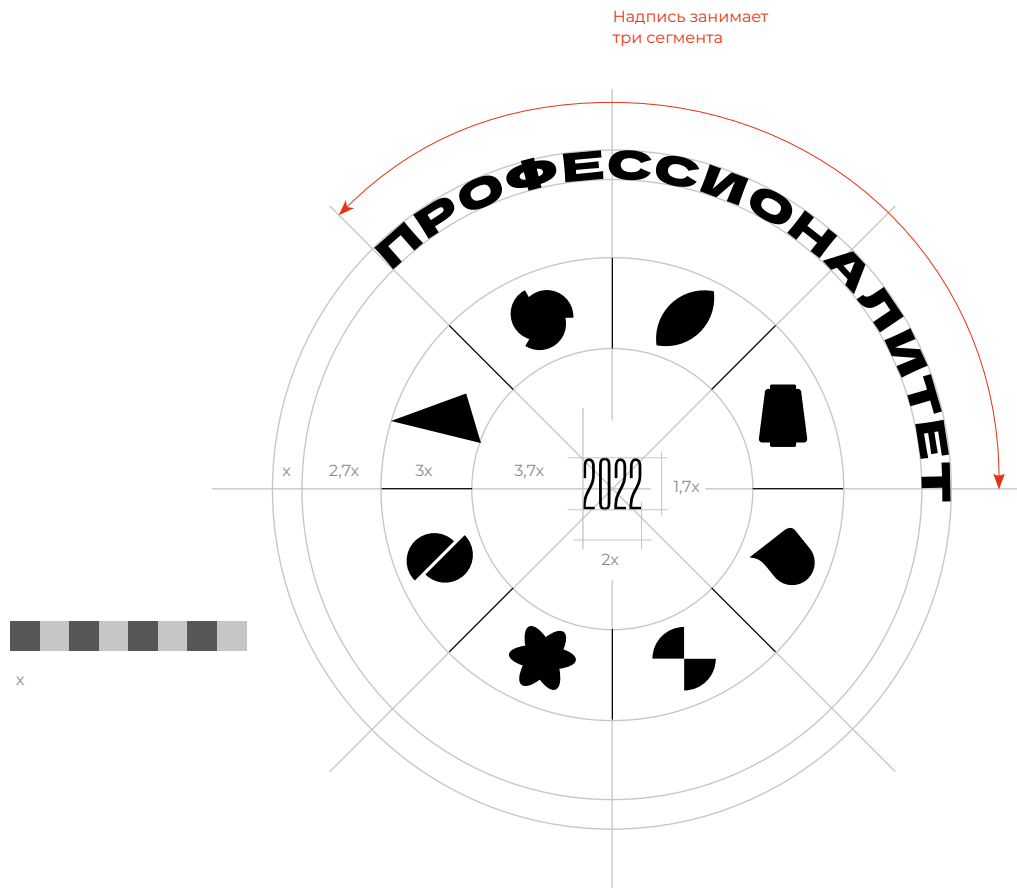 Надпись занимает
три сегмента
ПРОФЕССИОНАЛИТЕТ
x
2,7x
3x
3,7x
2022
1,7x
2x
x